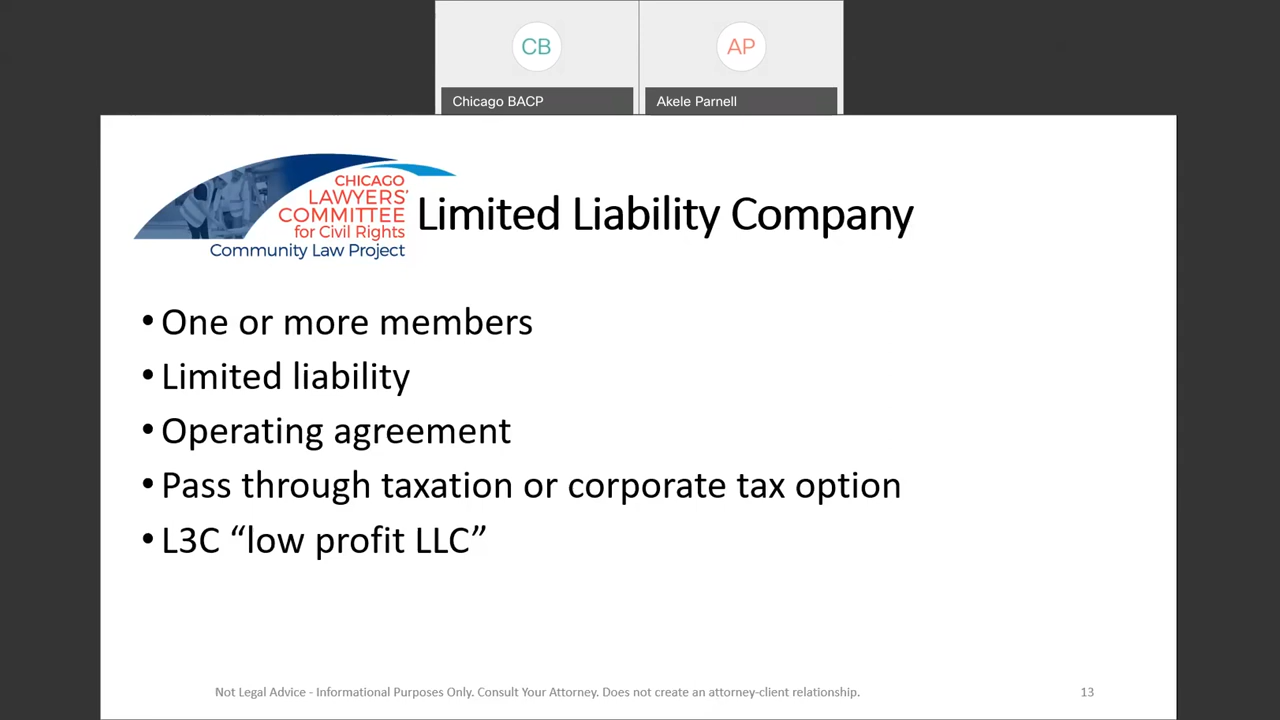 CB
AP
Chicago BACP
Akele Parnell
CHICAGO
LAWYERS'
COMMITTEE
for Civil Rights
Community Law Project
Limited Liability Company
• One or more members
• Limited liability
• Operating agreement
• Pass through taxation or corporate tax option
• L3C “low profit LLC”
Not Legal Advice - Informational Purposes Only. Consult Your Attorney. Does not create an attorney-client relationship.
13